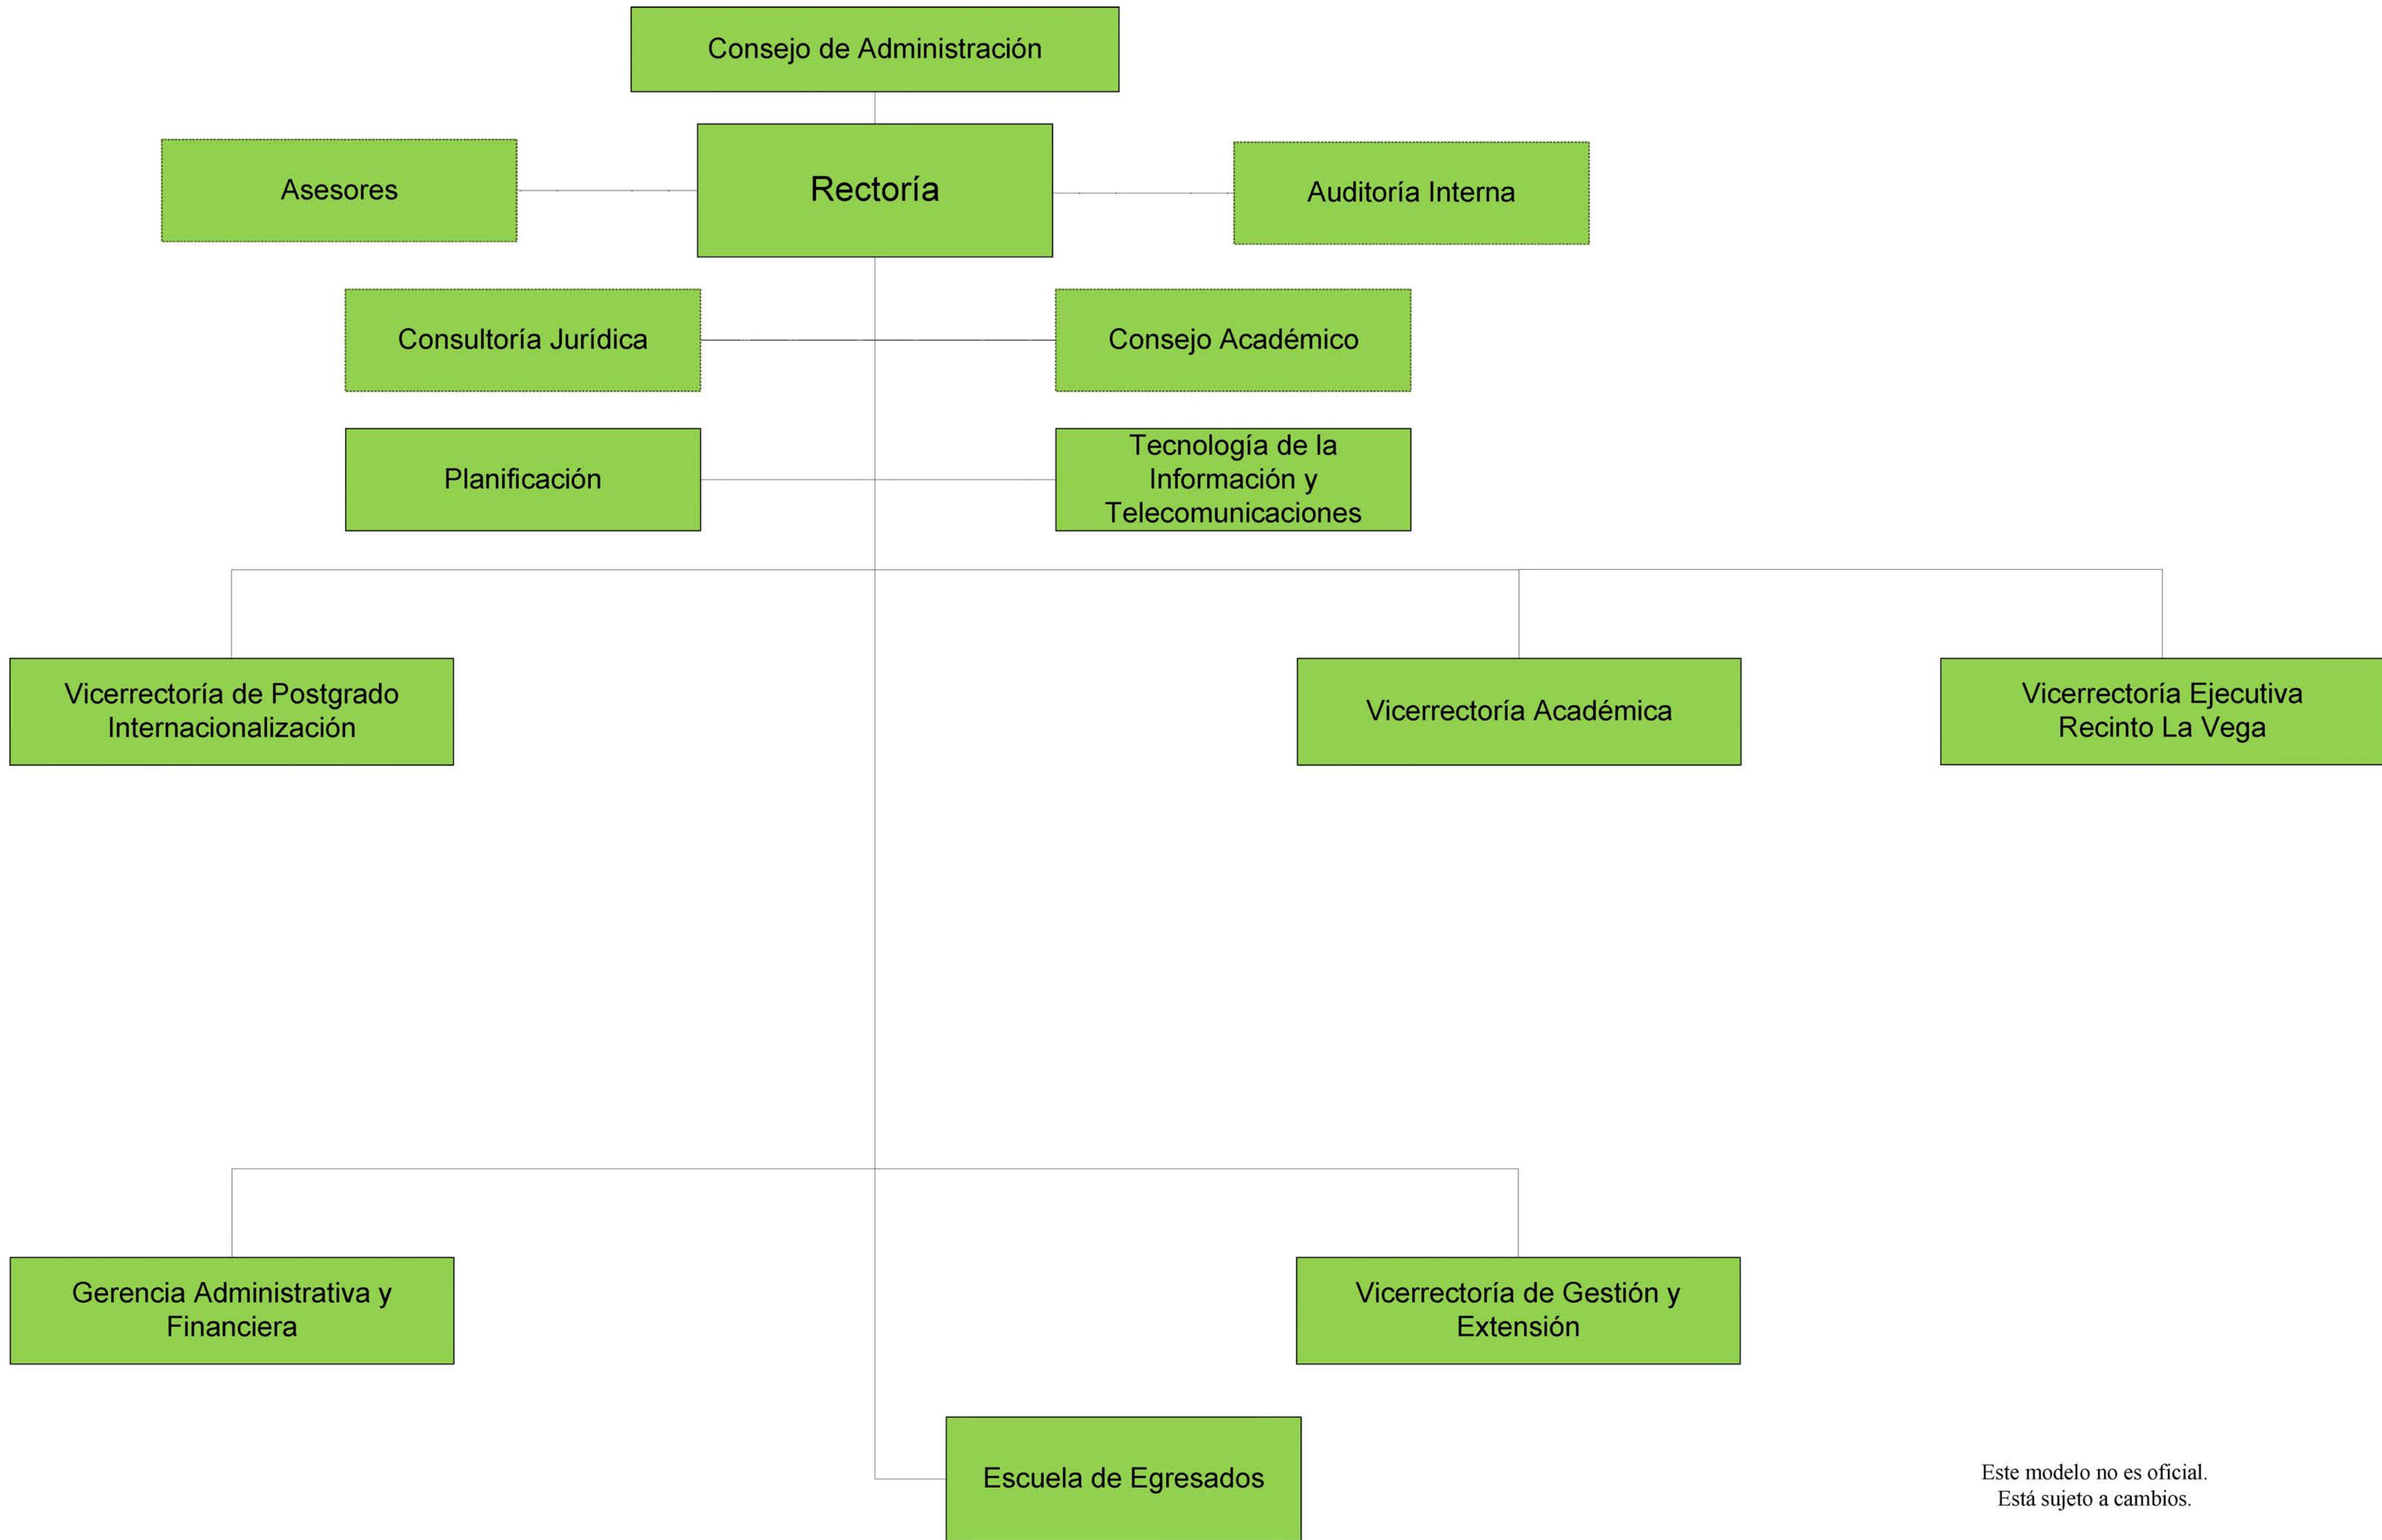 Consejo de Administración
Asesores
Rectoría
Auditoría Interna
Consultoría Jurídica
Consejo Académico
Planificación
Tecnología de la
Información y
Telecomunicaciones
Vicerrectoría de Postgrado
Internacionalización
Vicerrectoría Académica
Vicerrectoría Ejecutiva
Recinto La Vega
Gerencia Administrativa y
Financiera
Vicerrectoría de Gestión y
Extensión
Escuela de Egresados
Este modelo no es oficial.
Está sujeto a cambios.